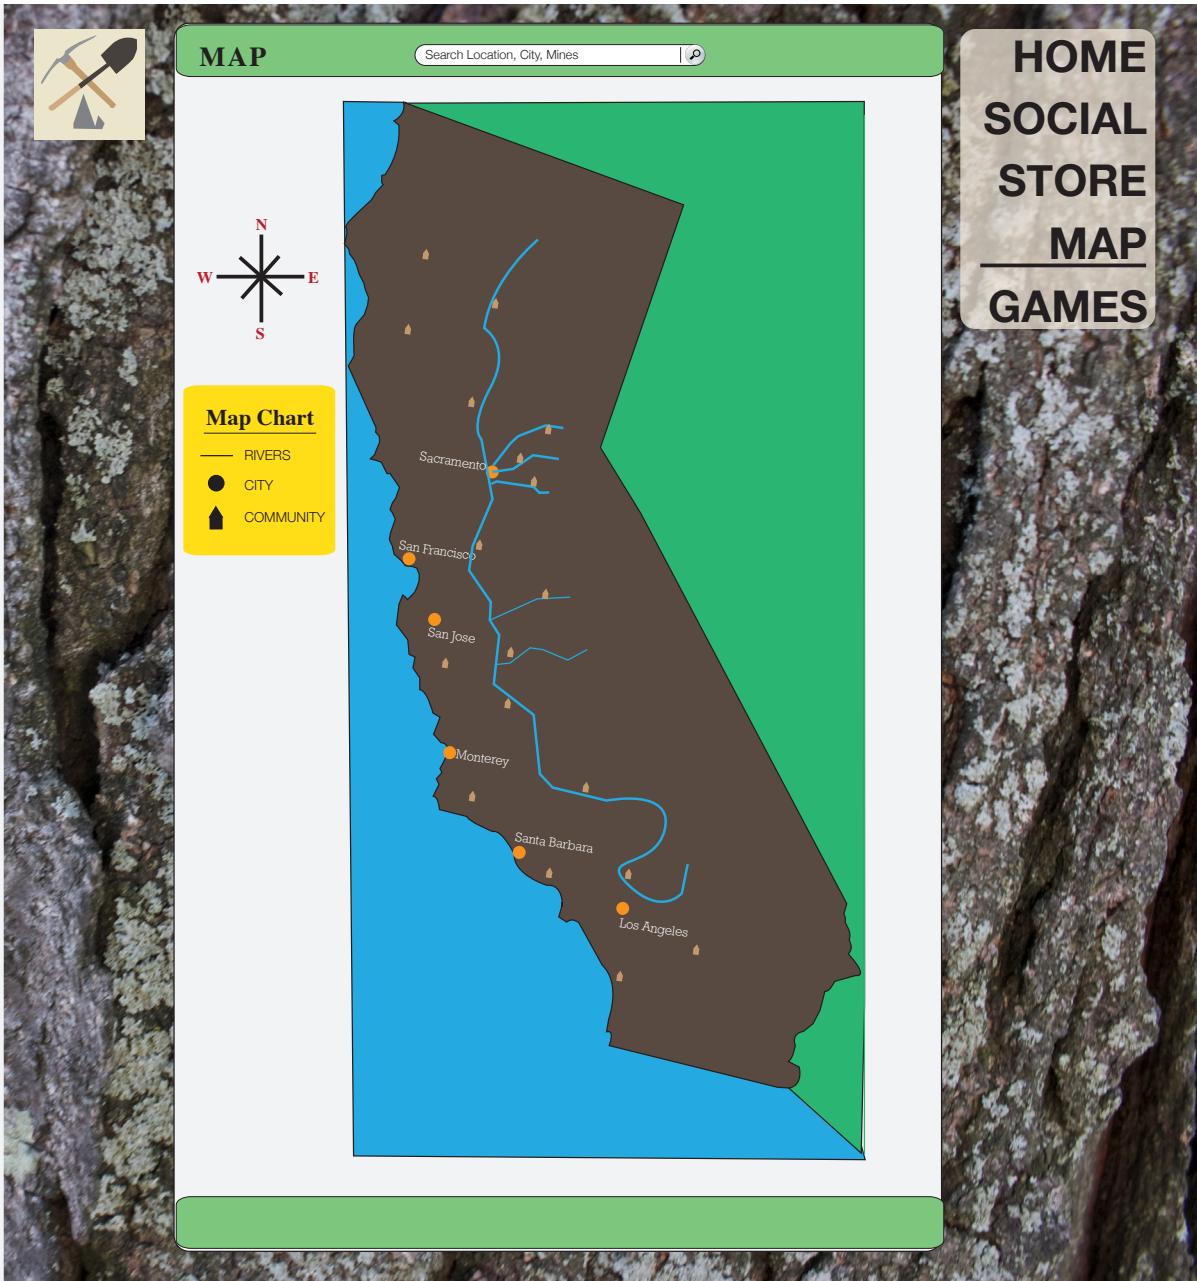 MAP
Search Location, City, Mines
HOME
SOCIAL
STORE
MAP
GAMES
N
W
E
S
Map Chart
RIVERS
CITY
COMMUNITY
Sacramento
San Francisco
San Jose
Monterey
Santa Barbara
Los Angeles